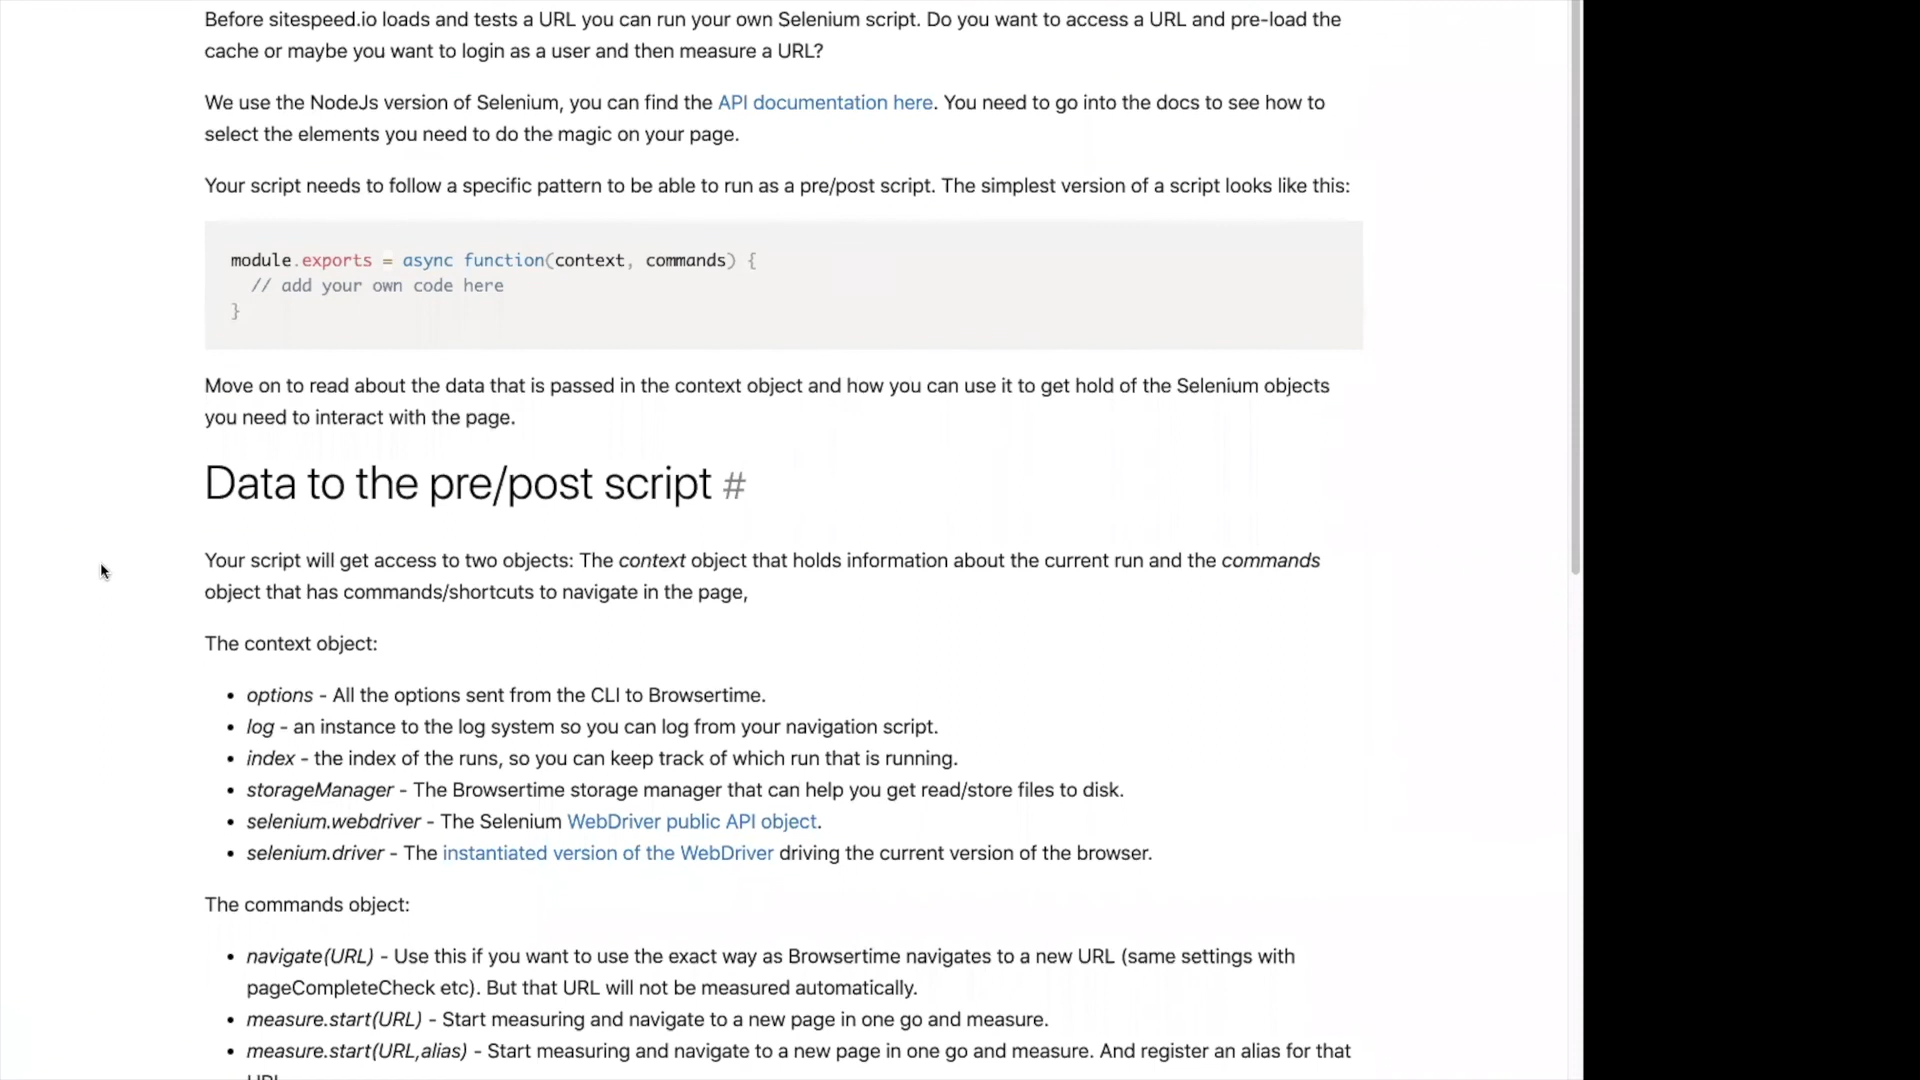 Before sitespeed.io loads and tests a URL you can run your own Selenium script. Do you want to access a URL and pre-load the
cache or maybe you want to login as a user and then measure a URL?
We use the NodeJs version of Selenium, you can find the API documentation here. You need to go into the docs to see how to
select the elements you need to do the magic on your page.
Your script needs to follow a specific pattern to be able to run as a pre/post script. The simplest version of a script looks like this:
module.exports = async function(context, commands) {
  // add your own code here
}
Move on to read about the data that is passed in the context object and how you can use it to get hold of the Selenium objects
you need to interact with the page.
Data to the pre/post script #
Your script will get access to two objects: The context object that holds information about the current run and the commands
object that has commands/shortcuts to navigate in the page,
The context object:
• options - All the options sent from the CLI to Browsertime.
• log - an instance to the log system so you can log from your navigation script.
• index - the index of the runs, so you can keep track of which run that is running.
• storageManager - The Browsertime storage manager that can help you get read/store files to disk.
• selenium.webdriver - The Selenium WebDriver public API object.
• selenium.driver - The instantiated version of the WebDriver driving the current version of the browser.
The commands object:
• navigate(URL) - Use this if you want to use the exact way as Browsertime navigates to a new URL (same settings with
pageCompleteCheck etc). But that URL will not be measured automatically.
• measure.start(URL) - Start measuring and navigate to a new page in one go and measure.
• measure.start(URL,alias) - Start measuring and navigate to a new page in one go and measure. And register an alias for that